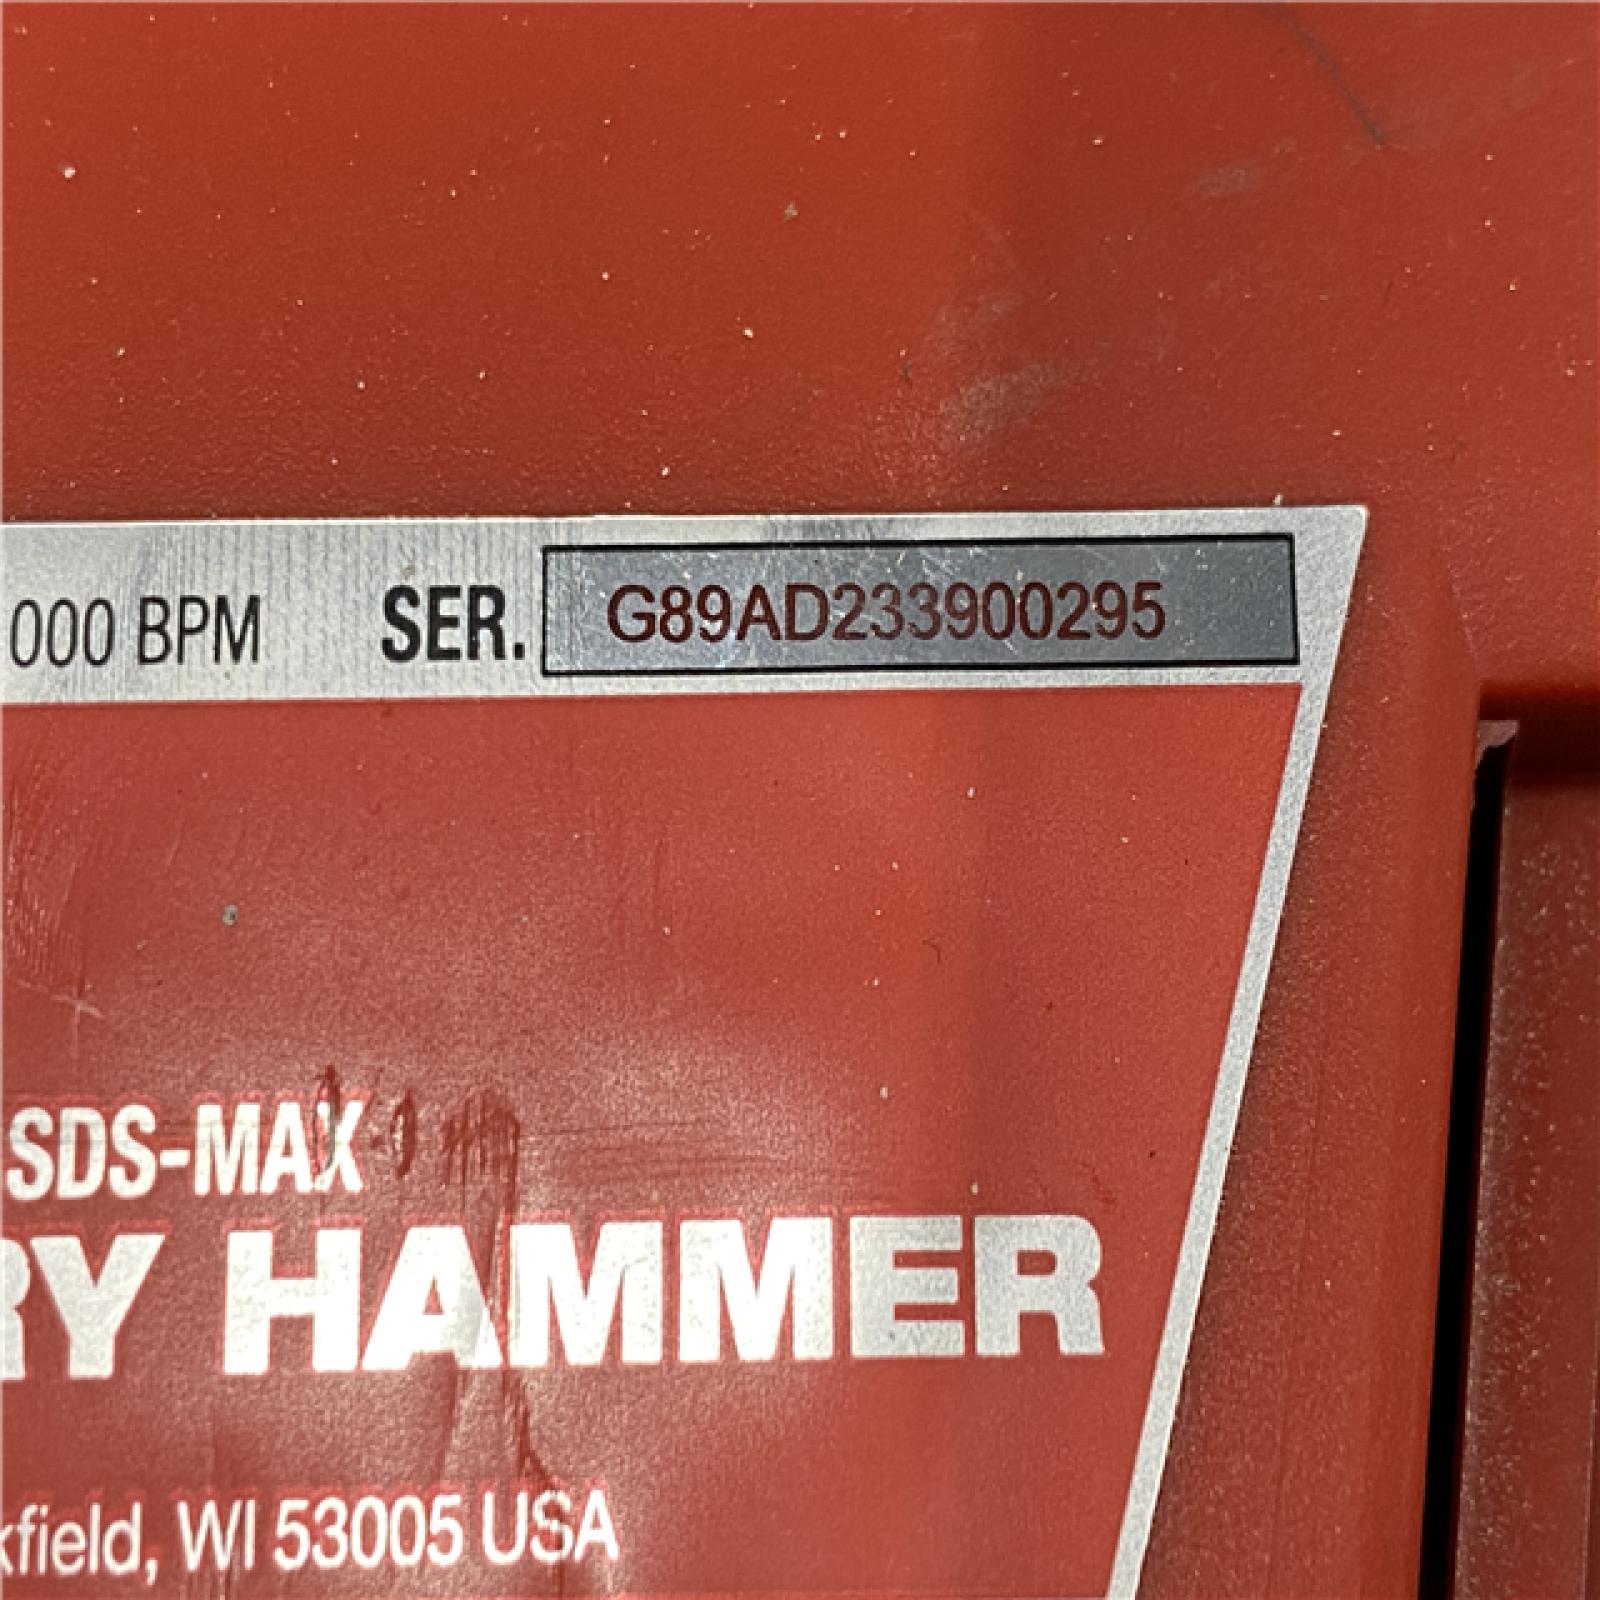 000 BPM SER. G89AD233900295
SDS-MAX
RY HAMMER
kfield, WI 53005 USA